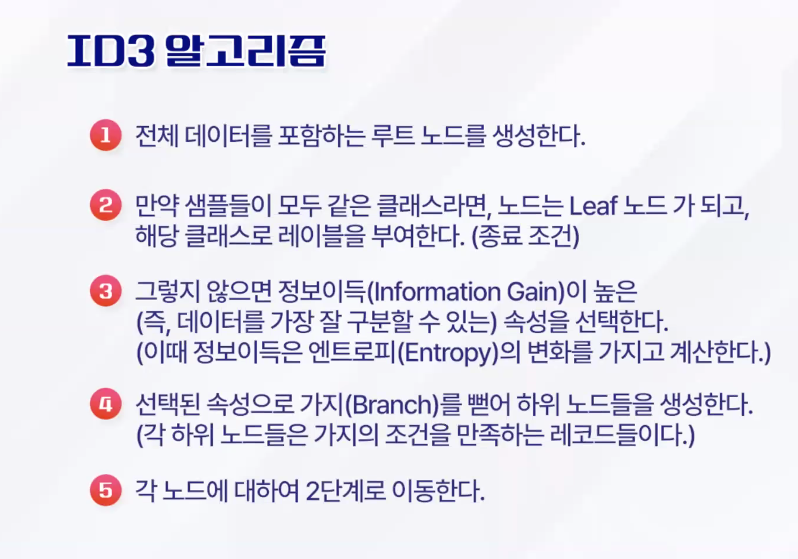 ID3 알고리즘
1 전체 데이터를 포함하는 루트 노드를 생성한다.
2 만약 샘플들이 모두 같은 클래스라면, 노드는 Leaf 노드 가 되고,
해당 클래스로 레이블을 부여한다. (종료 조건)
3 그렇지 않으면 정보이득(Information Gain)이 높은
(즉, 데이터를 가장 잘 구분할 수 있는) 속성을 선택한다.
(이때 정보이득은 엔트로피(Entropy)의 변화를 가지고 계산한다.)
4 선택된 속성으로 가지(Branch)를 뻗어 하위 노드들을 생성한다.
(각 하위 노드들은 가지의 조건을 만족하는 레코드들이다.)
5 각 노드에 대하여 2단계로 이동한다.